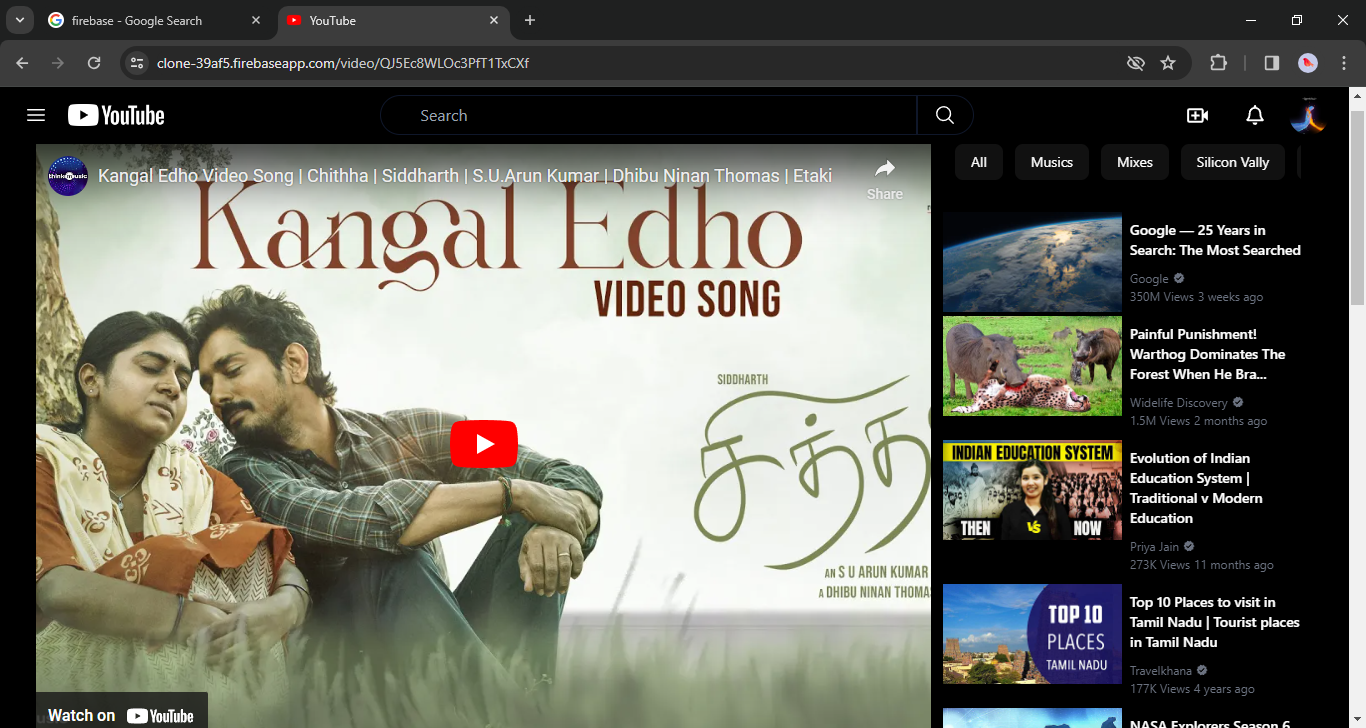 firebase - Google Search
YouTube
clone-39af5.firebaseapp.com/video/QJ5Ec8WLOc3PfT1TxCXf
YouTube
Search
think music
Kangal Edho Video Song | Chithha | Siddharth | S.U.Arun Kumar | Dhibu Ninan Thomas | Etaki
Share
Kangal Edho
VIDEO SONG
SIDDHARTH
சித்த
AN S U ARUN KUMAR
A DHIBU NINAN THOMAS
Watch on YouTube
All
Musics
Mixes
Silicon Vally
Google — 25 Years in
Search: The Most Searched
Google
350M Views 3 weeks ago
Painful Punishment!
Warthog Dominates The
Forest When He Bra...
Widelife Discovery
1.5M Views 2 months ago
INDIAN EDUCATION SYSTEM
THEN VS NOW
Evolution of Indian
Education System |
Traditional v Modern
Education
Priya Jain
273K Views 11 months ago
TOP 10
PLACES
TAMIL NADU
Top 10 Places to visit in
Tamil Nadu | Tourist places
in Tamil Nadu
Travelkhana
177K Views 4 years ago
NASA Explorers Season 6